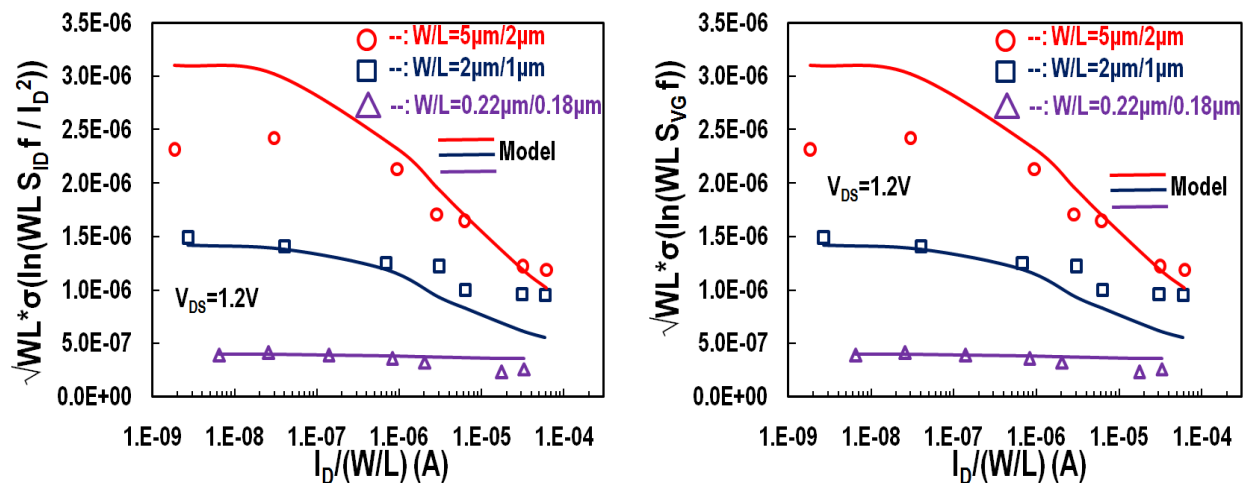 √WL*σ(ln(WL S_ID f / I_D²))
3.5E-06
3.0E-06
2.5E-06
2.0E-06
1.5E-06
1.0E-06
5.0E-07
0.0E+00
--: W/L=5µm/2µm
--: W/L=2µm/1µm
--: W/L=0.22µm/0.18µm
Model
V_DS=1.2V
1.E-09 1.E-08 1.E-07 1.E-06 1.E-05 1.E-04
I_D/(W/L) (A)
√WL*σ(ln(WL S_VG f))
3.5E-06
3.0E-06
2.5E-06
2.0E-06
1.5E-06
1.0E-06
5.0E-07
0.0E+00
--: W/L=5µm/2µm
--: W/L=2µm/1µm
--: W/L=0.22µm/0.18µm
V_DS=1.2V
Model
1.E-09 1.E-08 1.E-07 1.E-06 1.E-05 1.E-04
I_D/(W/L) (A)